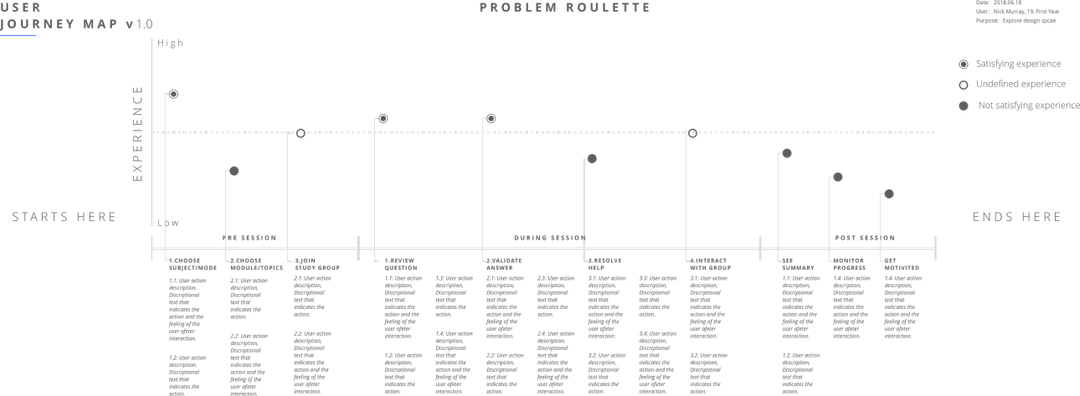 USER
JOURNEY MAP v 1.0
PROBLEM ROULETTE
Date: 2018.06.18
User: Nick Murray, 19, First Year
Purpose: Explore design spcae
High
Satisfying experience
Undefined experience
Not satisfying experience
EXPERIENCE
STARTS HERE
Low
ENDS HERE
PRE SESSION
DURING SESSION
POST SESSION
1.CHOOSE
SUBJECT/MODE
1.1: User action
description,
Discriptional
text that
indicates the
action and the
feeling of the
user afeter
interaction.
1.2: User action
description,
Discriptional
text that
indicates the
action.
2.CHOOSE
MODULE/TOPICS
2.1: User action
description,
Discriptional
text that
indicates the
action.
2.2: User action
description,
Discriptional
text that
indicates the
action and the
feeling of the
user afeter
interaction.
3.JOIN
STUDY GROUP
2.1: User action
description,
Discriptional
text that
indicates the
action.
2.2: User action
description,
Discriptional
text that
indicates the
action and the
feeling of the
user afeter
interaction.
1.REVIEW
QUESTION
1.1: User action
description,
Discriptional
text that
indicates the
action and the
feeling of the
user afeter
interaction.
1.2: User action
description,
Discriptional
text that
indicates the
action.
1.3: User action
description,
Discriptional
text that
indicates the
action.
1.4: User action
description,
Discriptional
text that
indicates the
action and the
feeling of the
user afeter
interaction.
2.VALIDATE
ANSWER
2.1: User action
description,
Discriptional
text that
indicates the
action and the
feeling of the
user afeter
interaction.
2.2: User action
description,
Discriptional
text that
indicates the
action.
2.3: User action
description,
Discriptional
text that
indicates the
action.
2.4: User action
description,
Discriptional
text that
indicates the
action and the
feeling of the
user afeter
interaction.
3.RESOLVE
HELP
3.1: User action
description,
Discriptional
text that
indicates the
action and the
feeling of the
user afeter
interaction.
3.2: User action
description,
Discriptional
text that
indicates the
action.
3.3: User action
description,
Discriptional
text that
indicates the
action.
3.4: User action
description,
Discriptional
text that
indicates the
action and the
feeling of the
user afeter
interaction.
4.INTERACT
WITH GROUP
3.1: User action
description,
Discriptional
text that
indicates the
action and the
feeling of the
user afeter
interaction.
3.2: User action
description,
Discriptional
text that
indicates the
action.
SEE
SUMMARY
1.1: User action
description,
Discriptional
text that
indicates the
action and the
feeling of the
user afeter
interaction.
1.2: User action
description,
Discriptional
text that
indicates the
action.
MONITOR
PROGRESS
1.4: User action
description,
Discriptional
text that
indicates the
action and the
feeling of the
user afeter
interaction.
GET
MOTIVITED
1.4: User action
description,
Discriptional
text that
indicates the
action and the
feeling of the
user afeter
interaction.